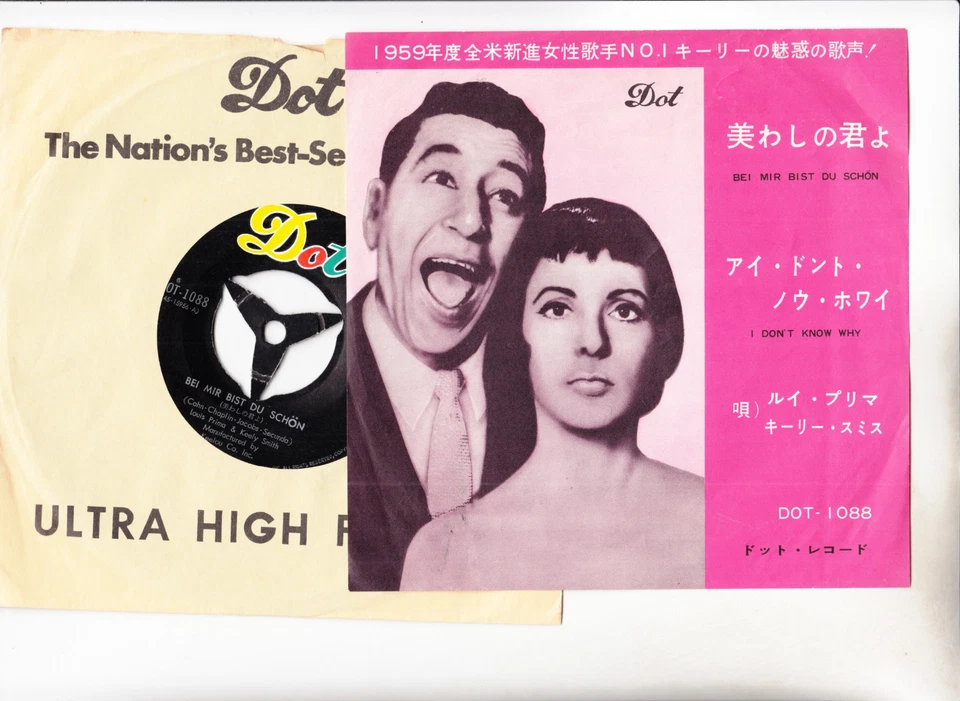 Dot
The Nation's Best-Se
Dot
DOT-1088
(45-15956-A)
BEI MIR BIST DU SCHÖN
(美わしの君よ)
(Cahn-Chaplin-Jacobs-Secunda)
Louis Prima & Keely Smith
Manufactured by
Co. Inc.
ULTRA HIGH F
1959年度全米新進女性歌手NO.1 キーリーの魅惑の歌声!
Dot
美わしの君よ
BEI MIR BIST DU SCHÖN
アイ・ドント・
ノウ・ホワイ
I DON'T KNOW WHY
唄) ルイ・プリマ
キーリー・スミス
DOT-1088
ドット・レコード